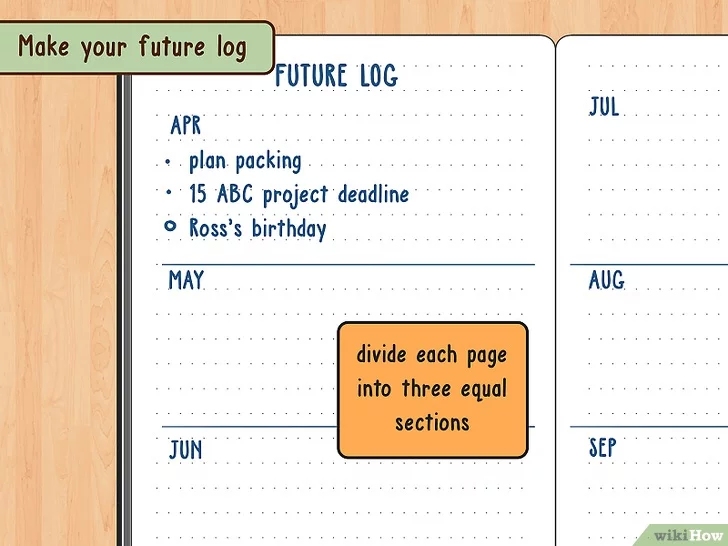 Make your future log
FUTURE LOG
APR
• plan packing
• 15 ABC project deadline
o Ross's birthday
MAY
divide each page
into three equal
sections
JUN
JUL
AUG
SEP
wikiHow